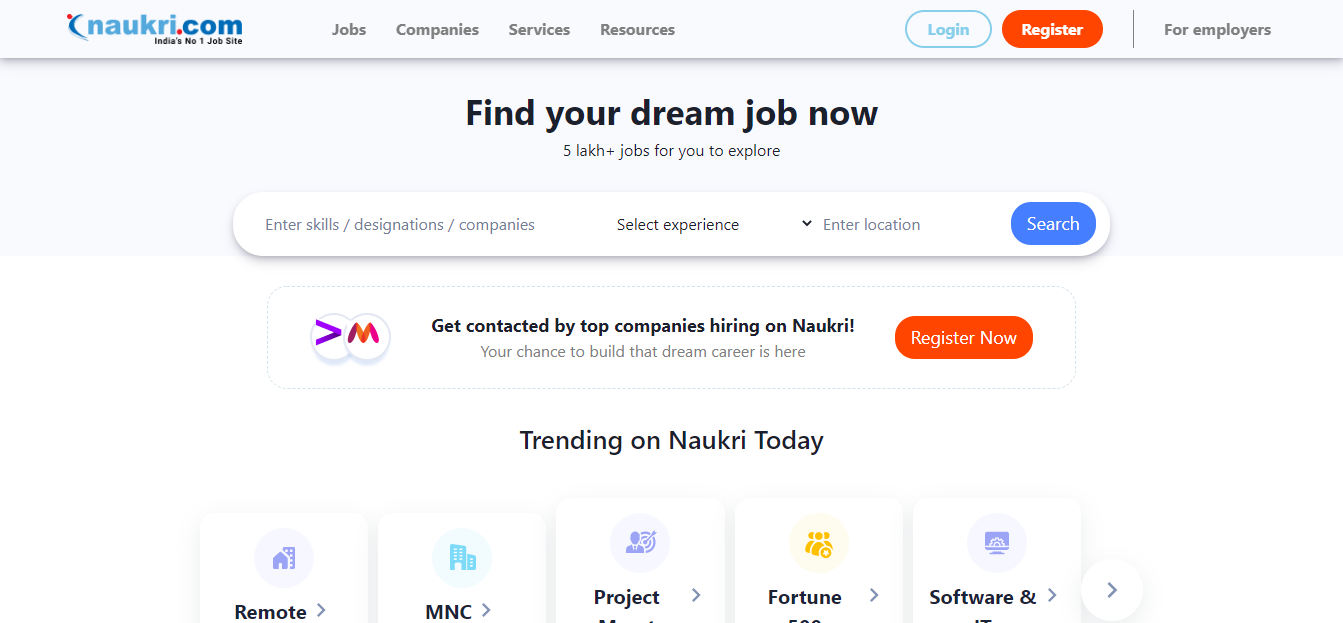 naukri.com
India's No 1 Job Site
Jobs Companies Services Resources Login Register For employers
Find your dream job now
5 lakh+ jobs for you to explore
Enter skills / designations / companies Select experience Enter location Search
Get contacted by top companies hiring on Naukri!
Your chance to build that dream career is here
Register Now
Trending on Naukri Today
Remote
MNC
Project
Fortune
500
Software &
IT